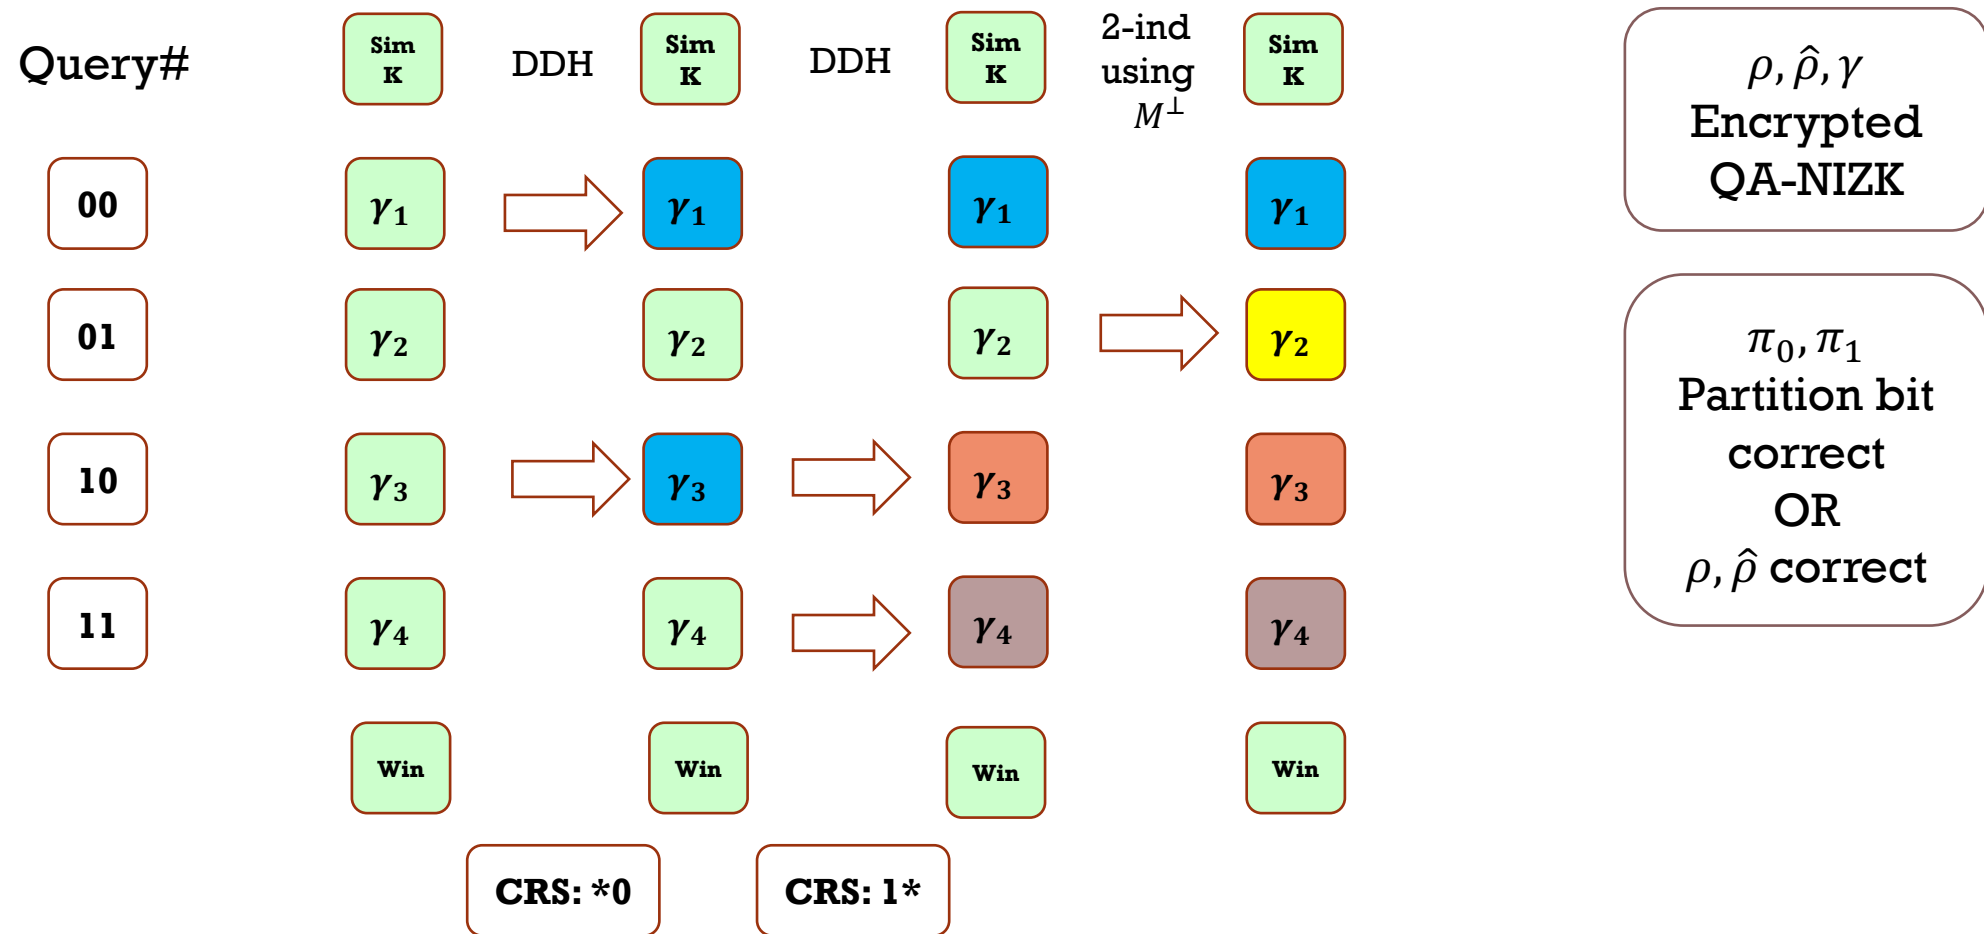 Query#
Sim
K
DDH
Sim
K
DDH
Sim
K
2-ind
using
M⊥
Sim
K
00
γ1
γ1
γ1
γ1
01
γ2
γ2
γ2
γ2
10
γ3
γ3
γ3
γ3
11
γ4
γ4
γ4
γ4
Win
Win
Win
Win
CRS: *0
CRS: 1*
ρ, ρ̂, γ
Encrypted
QA-NIZK
π0, π1
Partition bit
correct
OR
ρ, ρ̂ correct